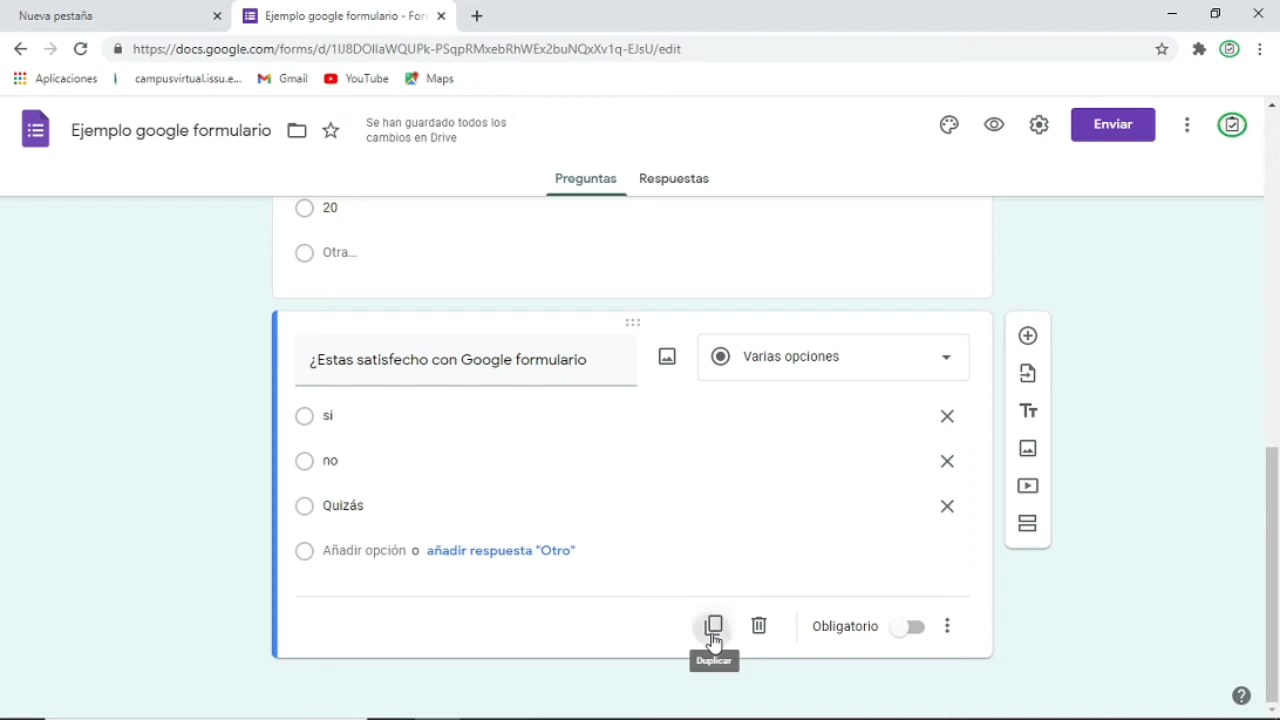 Nueva pestaña
Ejemplo google formulario - For
https://docs.google.com/forms/d/1IJ8DOIIaWQUPk-PSqpRMxebRhWEx2buNQxXv1q-EJsU/edit
Aplicaciones
campusvirtual.issu.e...
Gmail
YouTube
Maps
Ejemplo google formulario
Se han guardado todos los
cambios en Drive
Enviar
Preguntas
Respuestas
20
Otra...
¿Estas satisfecho con Google formulario
Varias opciones
si
no
Quizás
Añadir opción o añadir respuesta "Otro"
Obligatorio
Duplicar